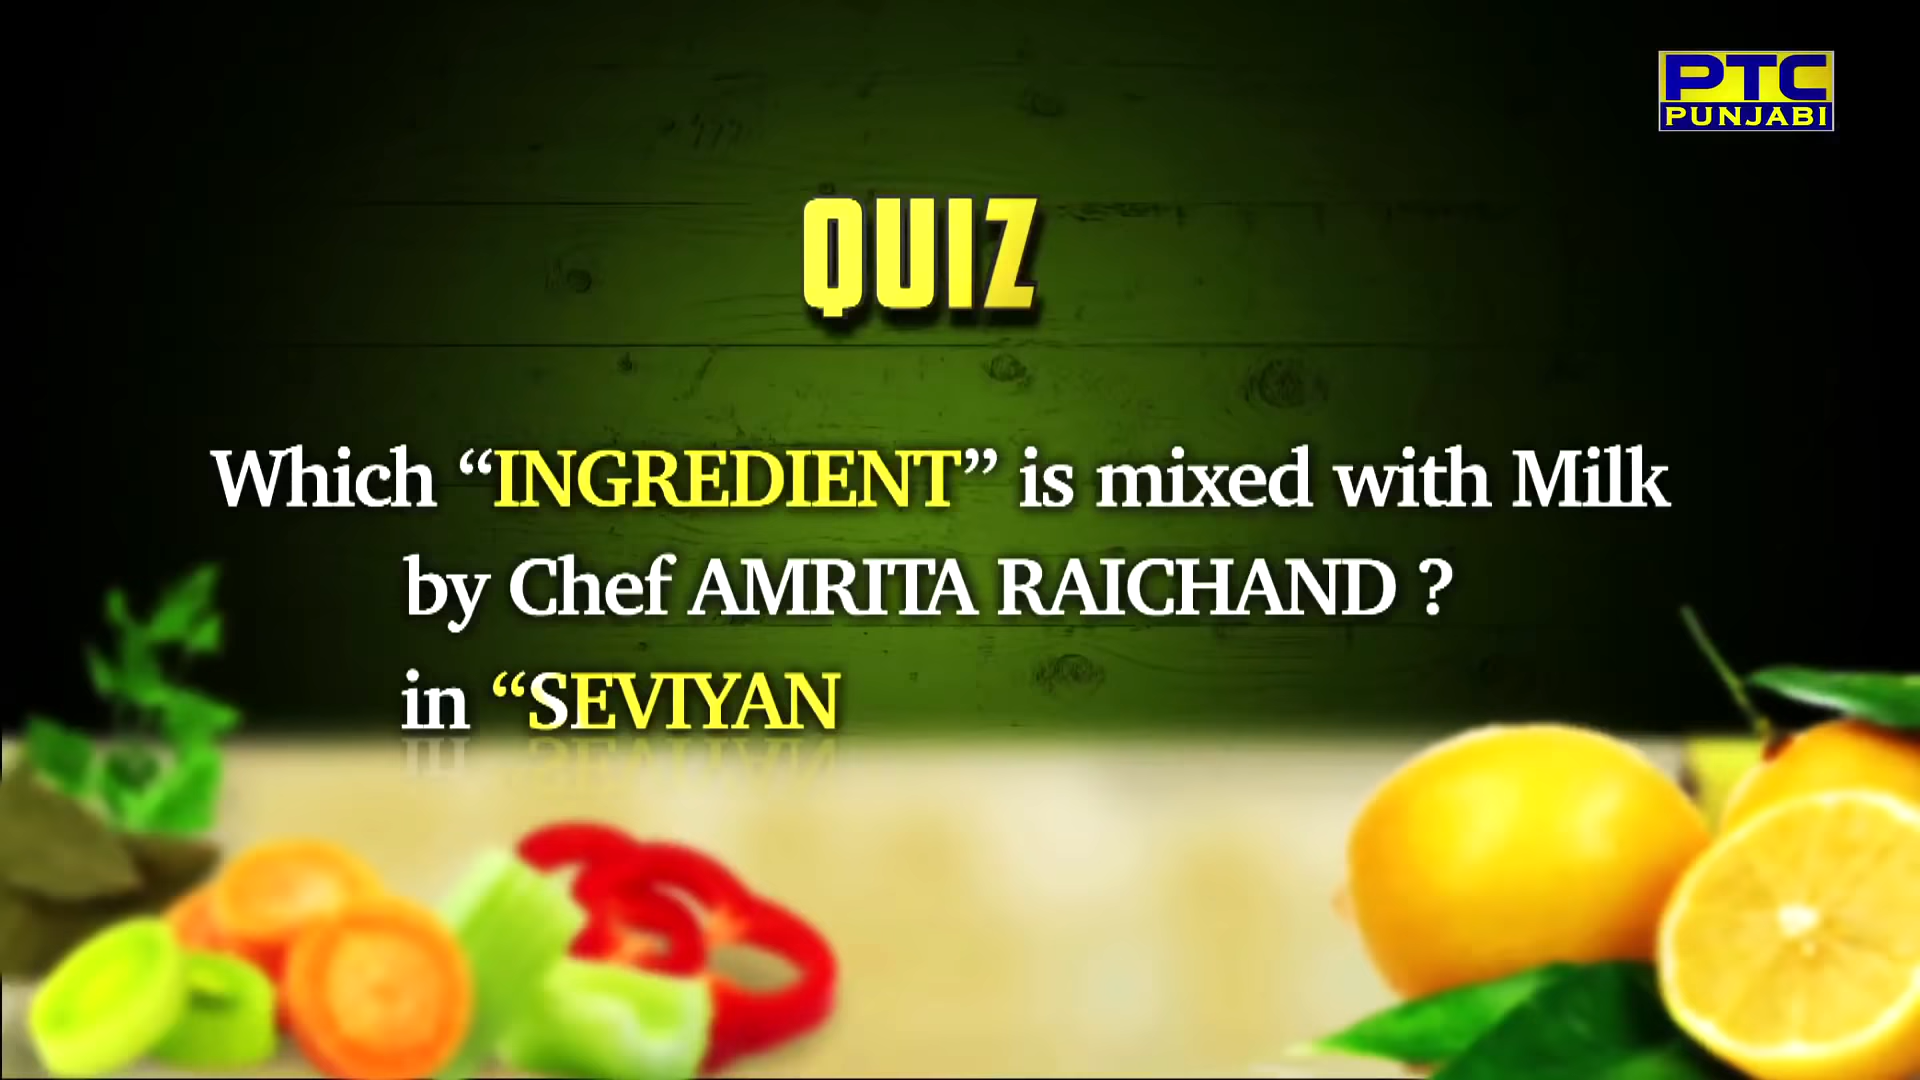 PTC
PUNJABI
QUIZ
Which “INGREDIENT” is mixed with Milk
by Chef AMRITA RAICHAND ?
in “SEVIYAN